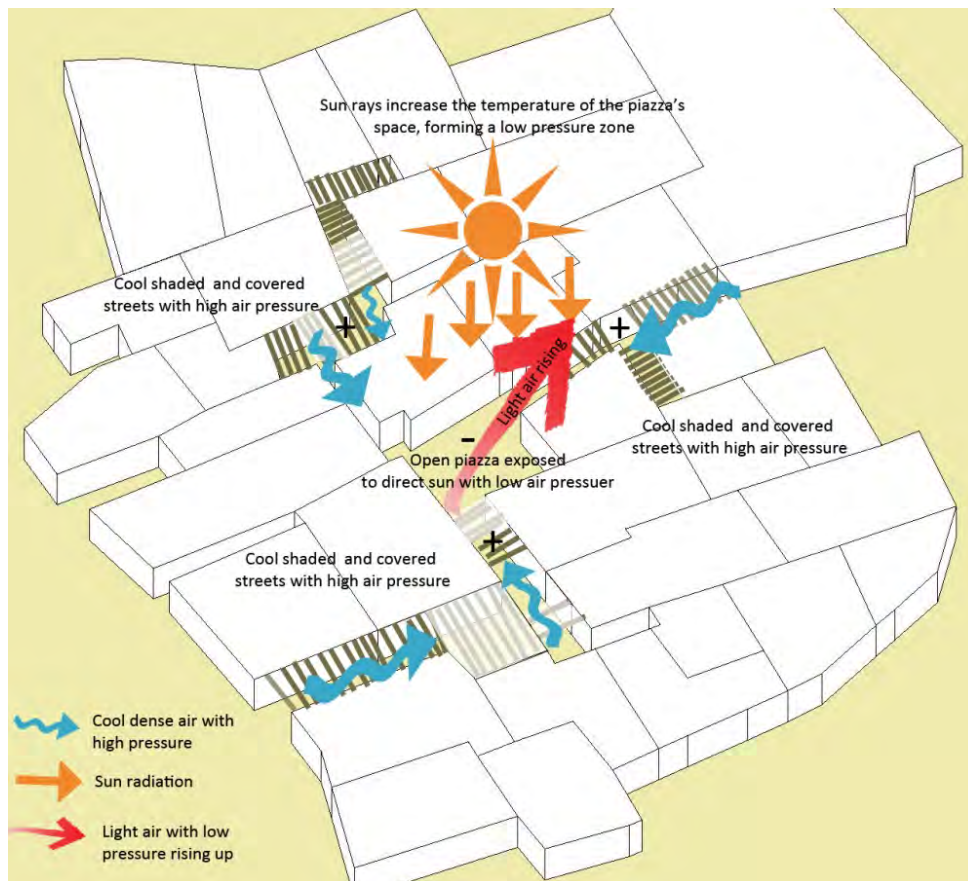 Sun rays increase the temperature of the piazza's
space, forming a low pressure zone
Cool shaded and covered
streets with high air pressure
+
+
Light air rising
Cool shaded and covered
streets with high air pressure
-
Open piazza exposed
to direct sun with low air pressuer
+
Cool shaded and covered
streets with high air pressure
Cool dense air with
high pressure
Sun radiation
Light air with low
pressure rising up